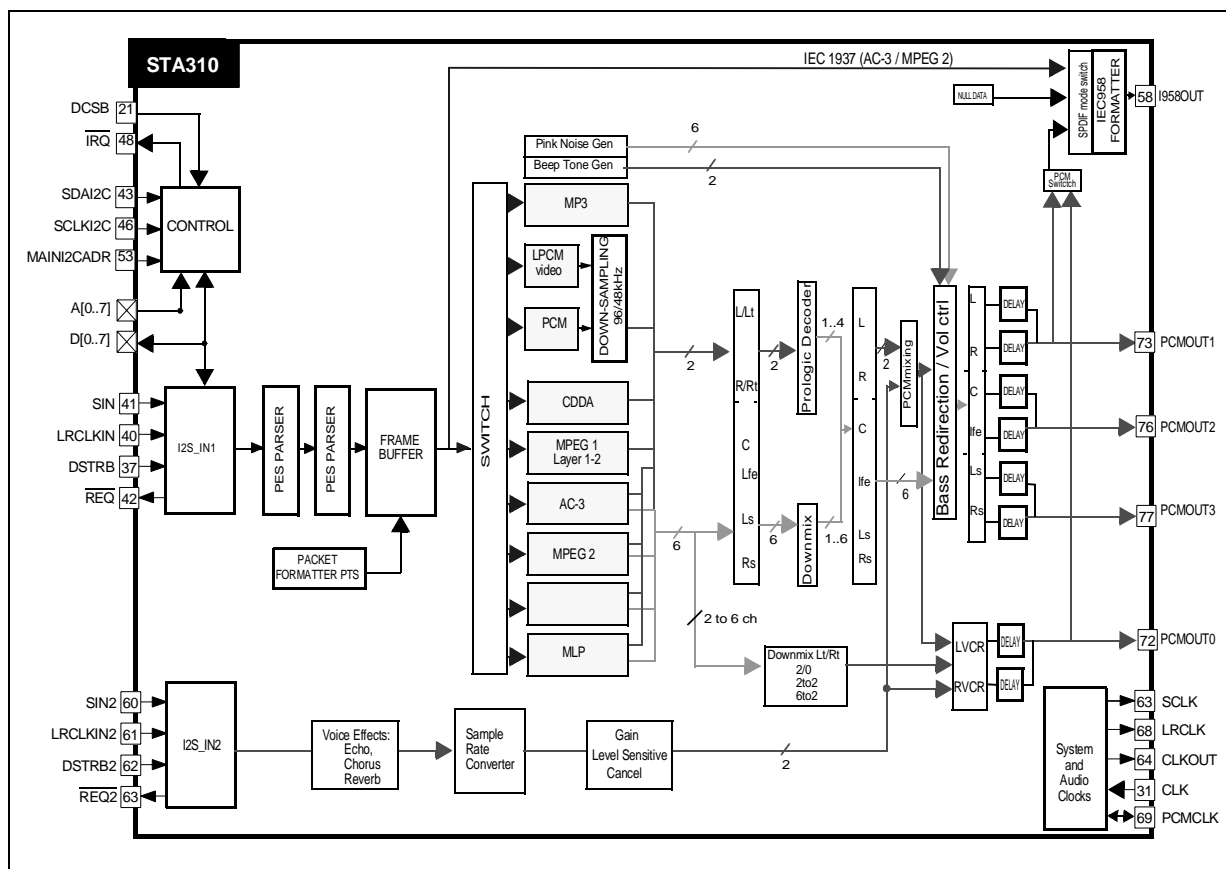 STA310
IEC 1937 (AC-3 / MPEG 2)
NULL DATA
SPDIF mode switch
IEC958
FORMATTER
58 I958OUT
DCSB 21
IRQ 48
SDAI2C 43
SCLKI2C 46
MAINI2CADR 53
A[0..7]
D[0..7]
CONTROL
SIN 41
LRCLKIN 40
DSTRB 37
REQ 42
I2S_IN1
PES PARSER
PES PARSER
FRAME
BUFFER
PACKET
FORMATTER PTS
SWITCH
Pink Noise Gen
6
Beep Tone Gen
2
MP3
LPCM
video
PCM
DOWN-SAMPLING
96/48kHz
CDDA
MPEG 1
Layer 1-2
AC-3
MPEG 2
MLP
2
6
2 to 6 ch
L/Lt
R/Rt
C
Lfe
Ls
Rs
2
6
Prologic Decoder
1..4
Downmix
1..6
L
R
C
lfe
Ls
Rs
2
6
PCMmixing
Bass Redirection / Vol ctrl
L
R
C
lfe
Ls
Rs
DELAY
DELAY
DELAY
DELAY
DELAY
DELAY
PCM
Switctch
73 PCMOUT1
76 PCMOUT2
77 PCMOUT3
72 PCMOUT0
Downmix Lt/Rt
2/0
2to2
6to2
LVCR
RVCR
DELAY
DELAY
SIN2 60
LRCLKIN2 61
DSTRB2 62
REQ2 63
I2S_IN2
Voice Effects:
Echo,
Chorus
Reverb
Sample
Rate
Converter
Gain
Level Sensitive
Cancel
2
System
and
Audio
Clocks
63 SCLK
68 LRCLK
64 CLKOUT
31 CLK
69 PCMCLK